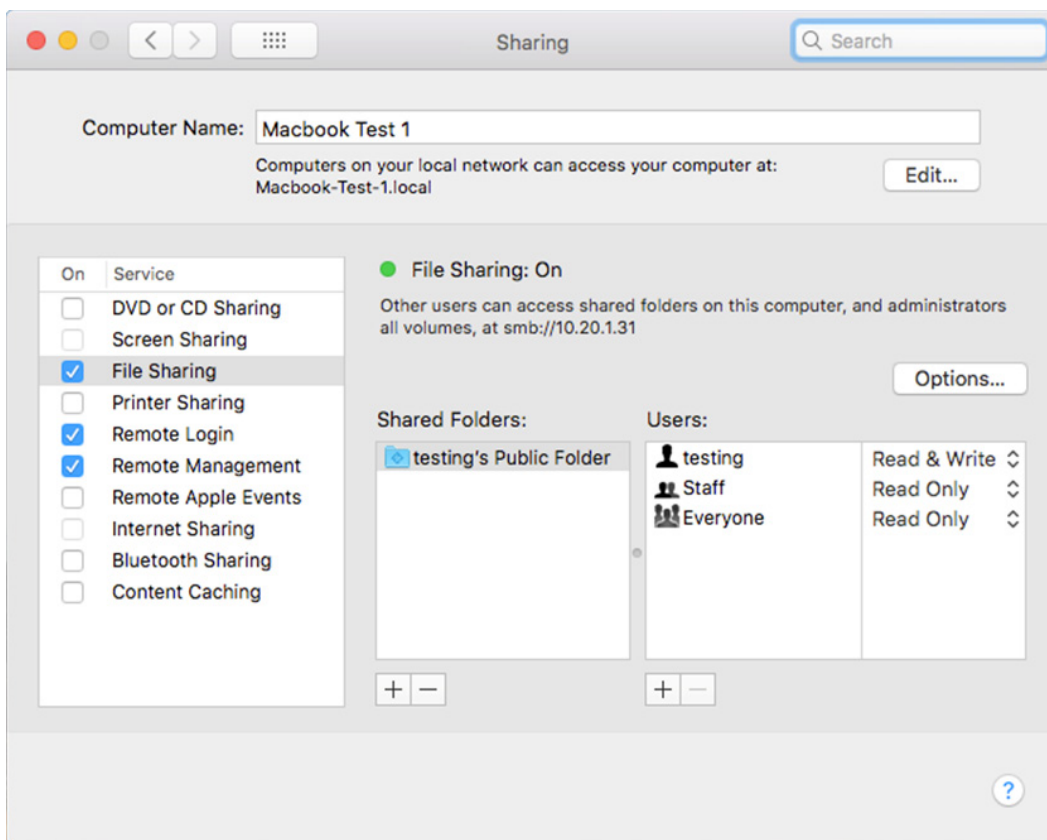 Sharing
Search
Computer Name: Macbook Test 1
Computers on your local network can access your computer at:
Macbook-Test-1.local
Edit...
On Service
DVD or CD Sharing
Screen Sharing
File Sharing
Printer Sharing
Remote Login
Remote Management
Remote Apple Events
Internet Sharing
Bluetooth Sharing
Content Caching
File Sharing: On
Other users can access shared folders on this computer, and administrators
all volumes, at smb://10.20.1.31
Options...
Shared Folders:
testing's Public Folder
Users:
testing Read & Write
Staff Read Only
Everyone Read Only
+ −
+ −
?